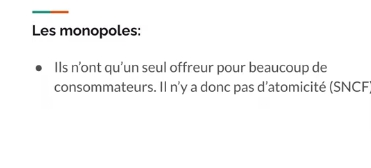 Les monopoles:
● Ils n'ont qu'un seul offreur pour beaucoup de
consommateurs. Il n'y a donc pas d'atomicité (SNCF)